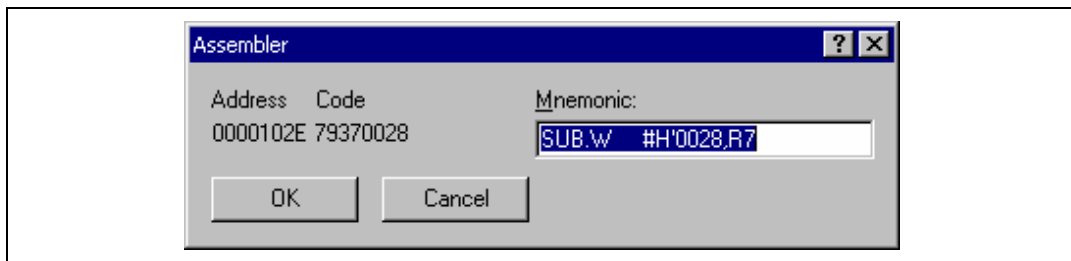 Assembler
Address Code Mnemonic:
0000102E 79370028 SUB.W #H'0028,R7
OK Cancel